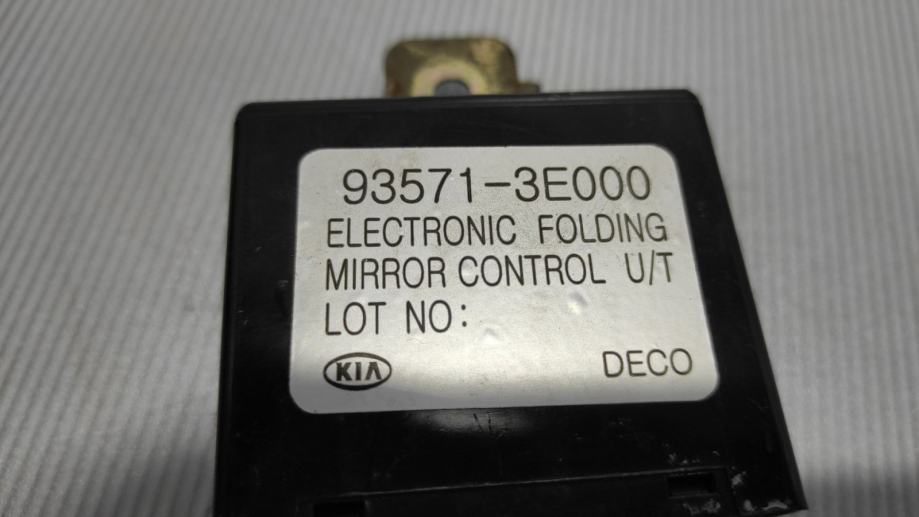 93571-3E000
ELECTRONIC FOLDING
MIRROR CONTROL U/T
LOT NO:
KIA DECO